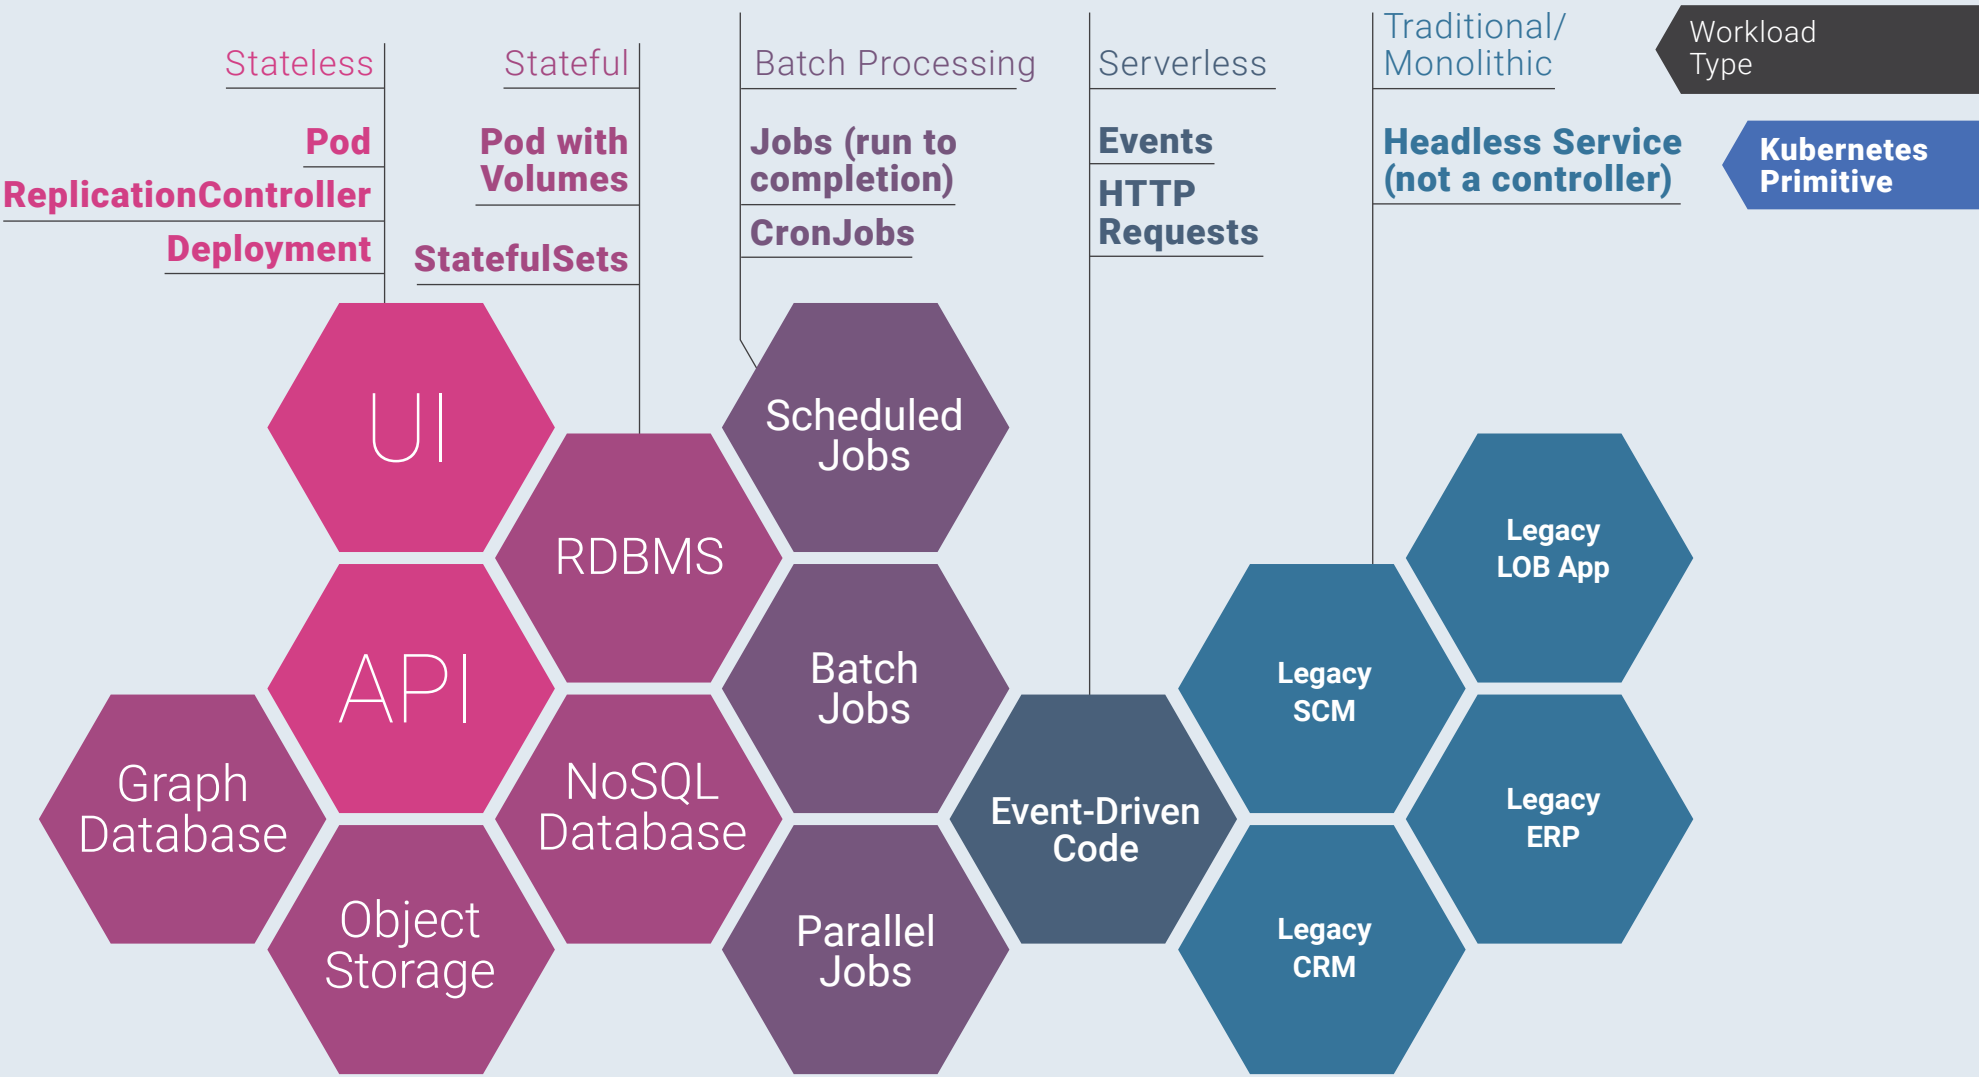 Stateless
Stateful
Batch Processing
Serverless
Traditional/
Monolithic
Workload
Type
Pod
ReplicationController
Deployment
Pod with
Volumes
StatefulSets
Jobs (run to
completion)
CronJobs
Events
HTTP
Requests
Headless Service
(not a controller)
Kubernetes
Primitive
UI
Scheduled
Jobs
RDBMS
Legacy
LOB App
API
Batch
Jobs
Legacy
SCM
Graph
Database
NoSQL
Database
Event-Driven
Code
Legacy
ERP
Object
Storage
Parallel
Jobs
Legacy
CRM